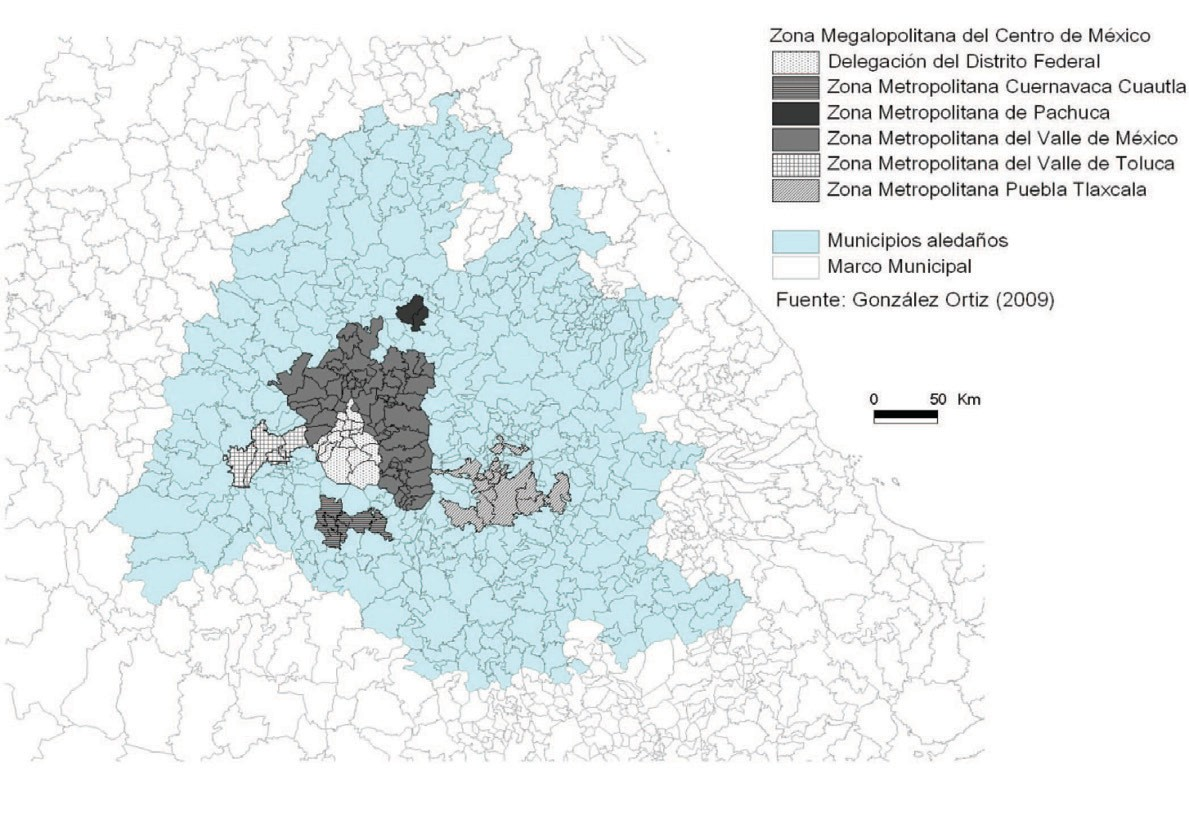 Zona Megalopolitana del Centro de México
Delegación del Distrito Federal
Zona Metropolitana Cuernavaca Cuautla
Zona Metropolitana de Pachuca
Zona Metropolitana del Valle de México
Zona Metropolitana del Valle de Toluca
Zona Metropolitana Puebla Tlaxcala
Municipios aledaños
Marco Municipal
Fuente: González Ortiz (2009)
0 50 Km